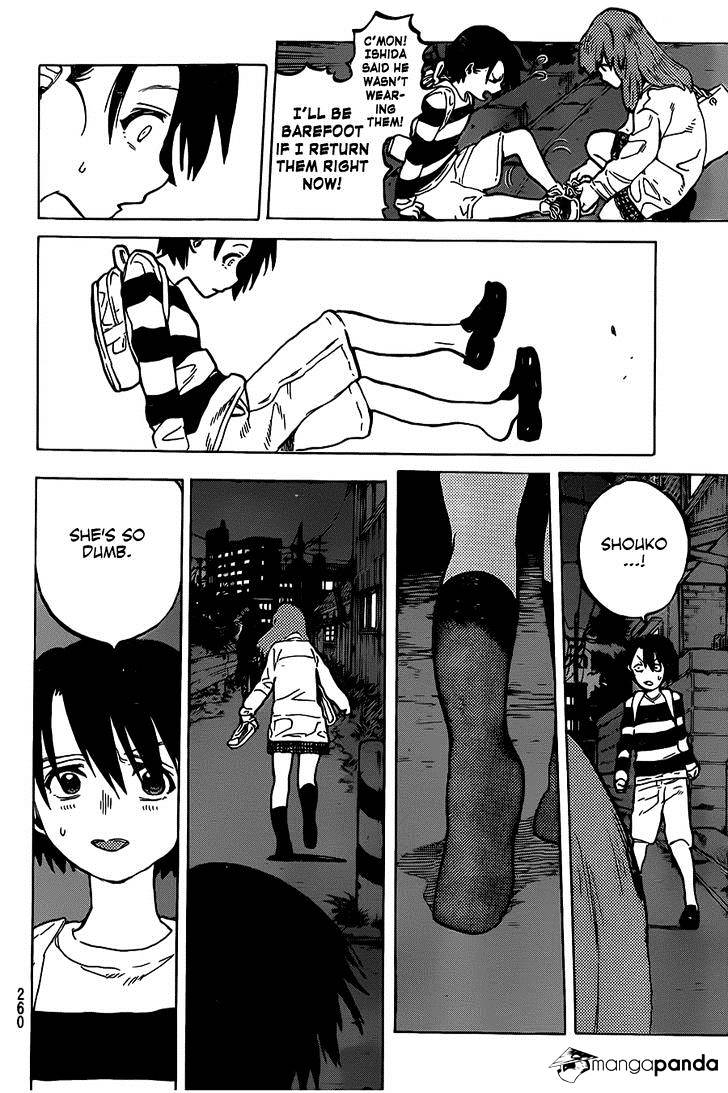 C'MON!
ISHIDA
SAID HE
WASN'T
WEAR-
ING
THEM!
I'LL BE
BAREFOOT
IF I RETURN
THEM RIGHT
NOW!
SHOUKO
...!
SHE'S SO
DUMB.
260
mangapanda